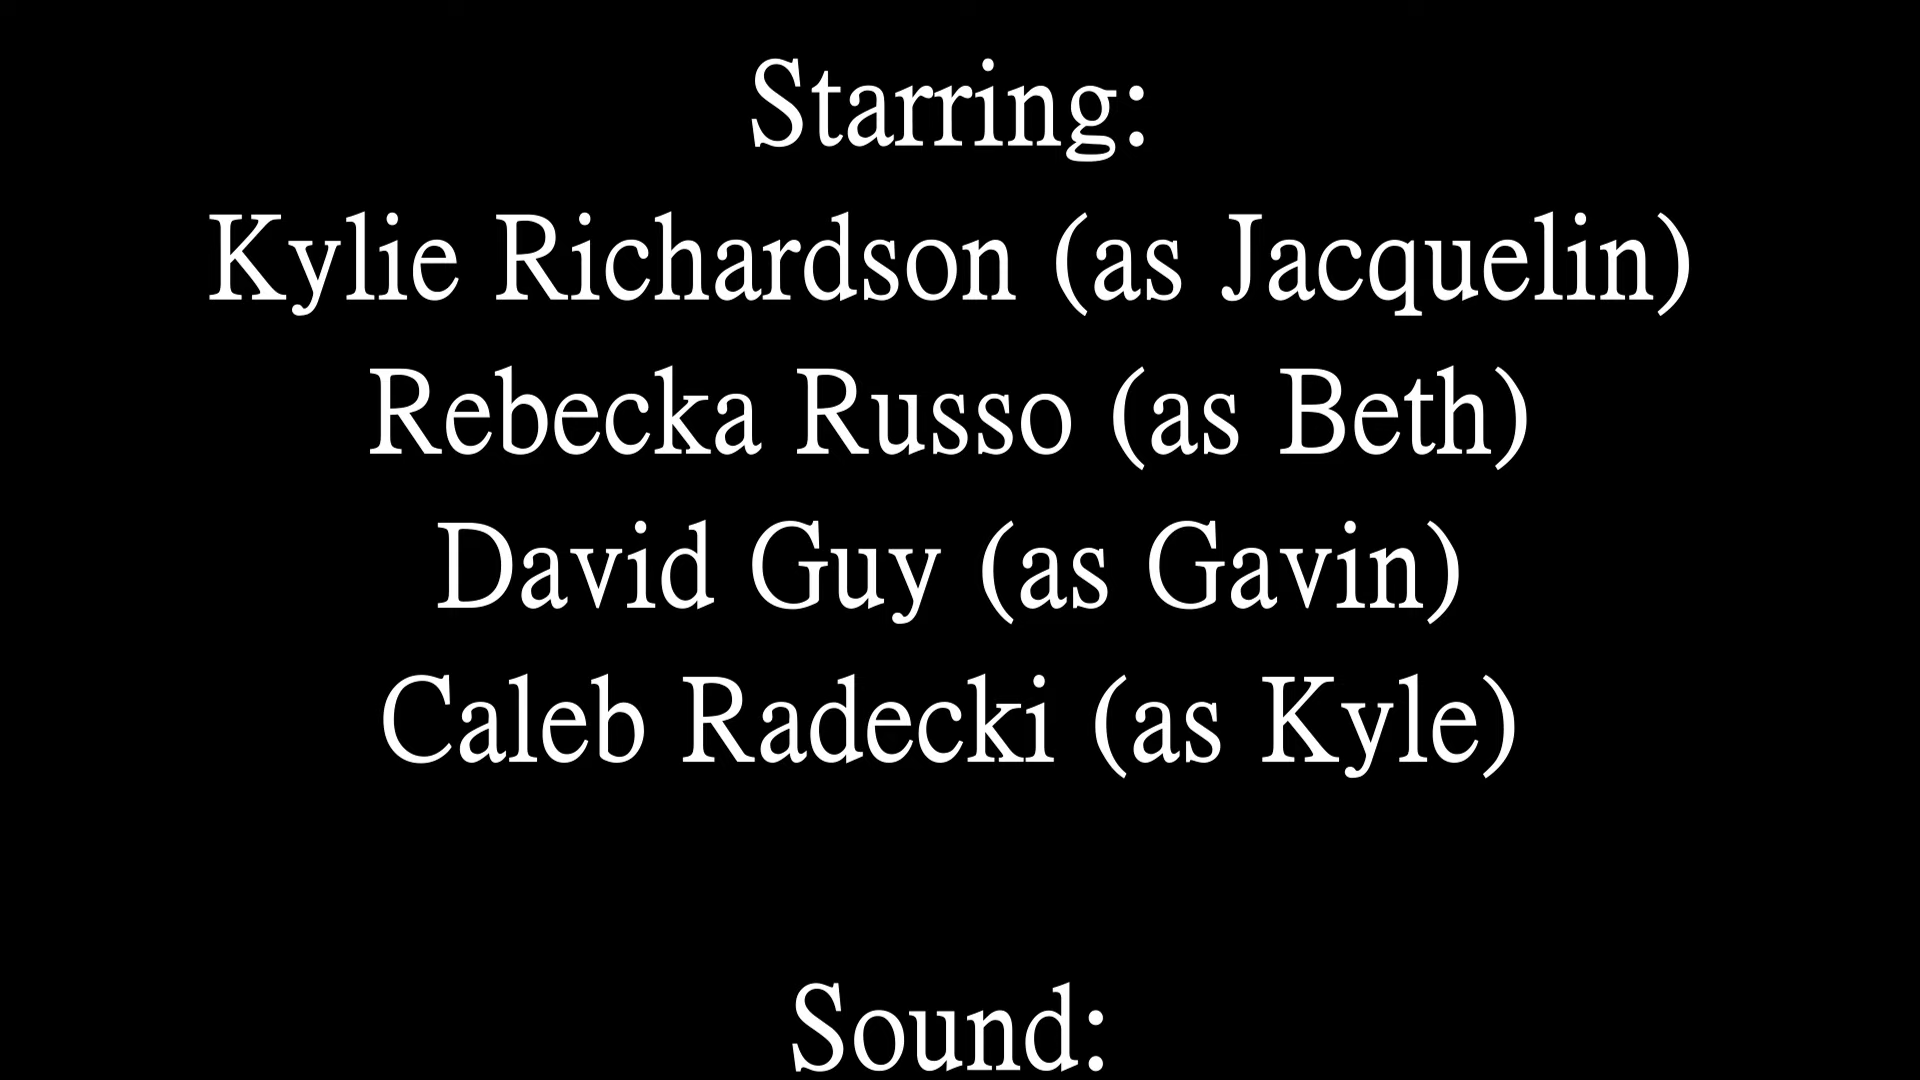 Starring:
Kylie Richardson (as Jacquelin)
Rebecka Russo (as Beth)
David Guy (as Gavin)
Caleb Radecki (as Kyle)
Sound: